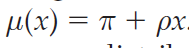 μ(x) = π + ρx.